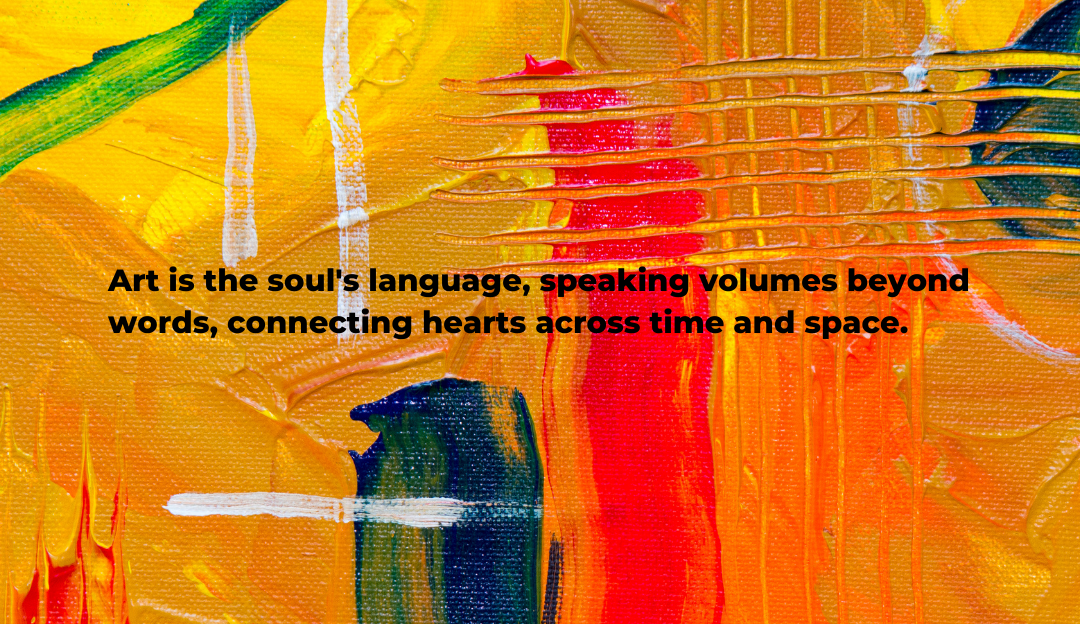 Art is the soul's language, speaking volumes beyond
words, connecting hearts across time and space.